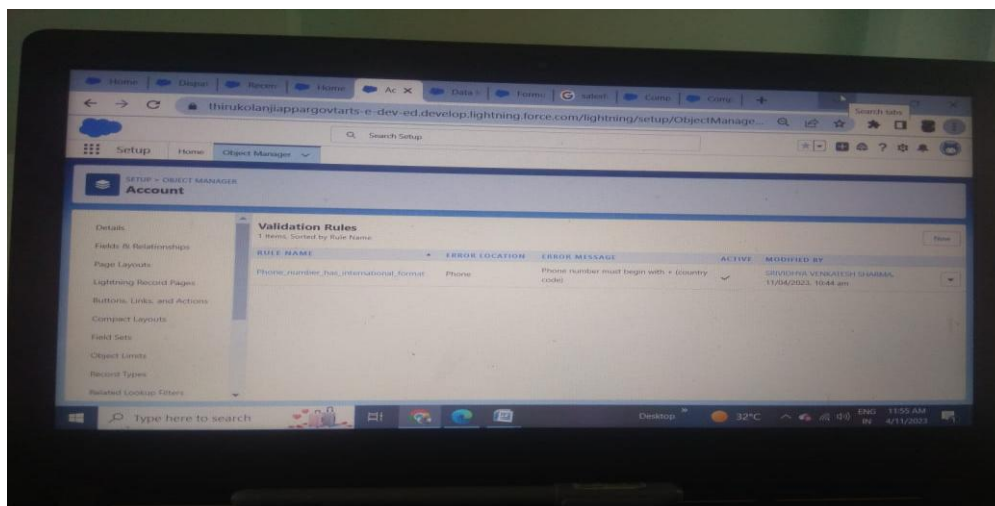 Home
Recen
Home
Ac
Data
Formu
Comp
Comp
thirukolanjiappargovtarts-e-dev-ed.develop.lightning.force.com/lightning/setup/ObjectManage...
Search tabs
Search Setup
Setup Home Object Manager
SETUP > OBJECT MANAGER
Account
Details
Fields & Relationships
Page Layouts
Lightning Record Pages
Buttons, Links, and Actions
Compact Layouts
Field Sets
Object Limits
Record Types
Related Lookup Filters
Validation Rules
1 Items, Sorted by Rule Name
New
RULE NAME ERROR LOCATION ERROR MESSAGE ACTIVE MODIFIED BY
Phone_number_has_international_format Phone Phone number must begin with + (country SRIVIDHYA VENKATESH SHARMA,
code) 11/04/2023, 10:44 am
Type here to search Desktop 32°C ENG 11:55 AM
IN 4/11/2023